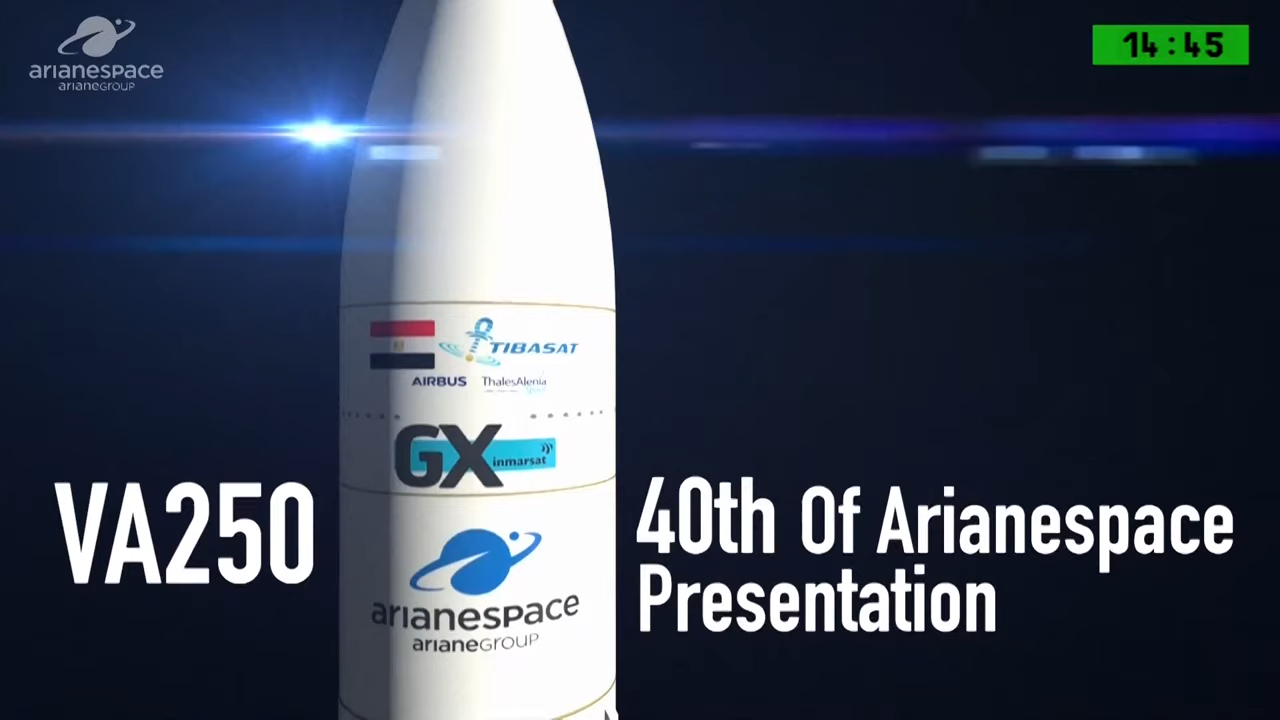 arianespace
arianeGROUP
14:45
TIBASAT
AIRBUS ThalesAlenia
GX
inmarsat
VA250
40th Of Arianespace
Presentation
arianespace
arianeGROUP